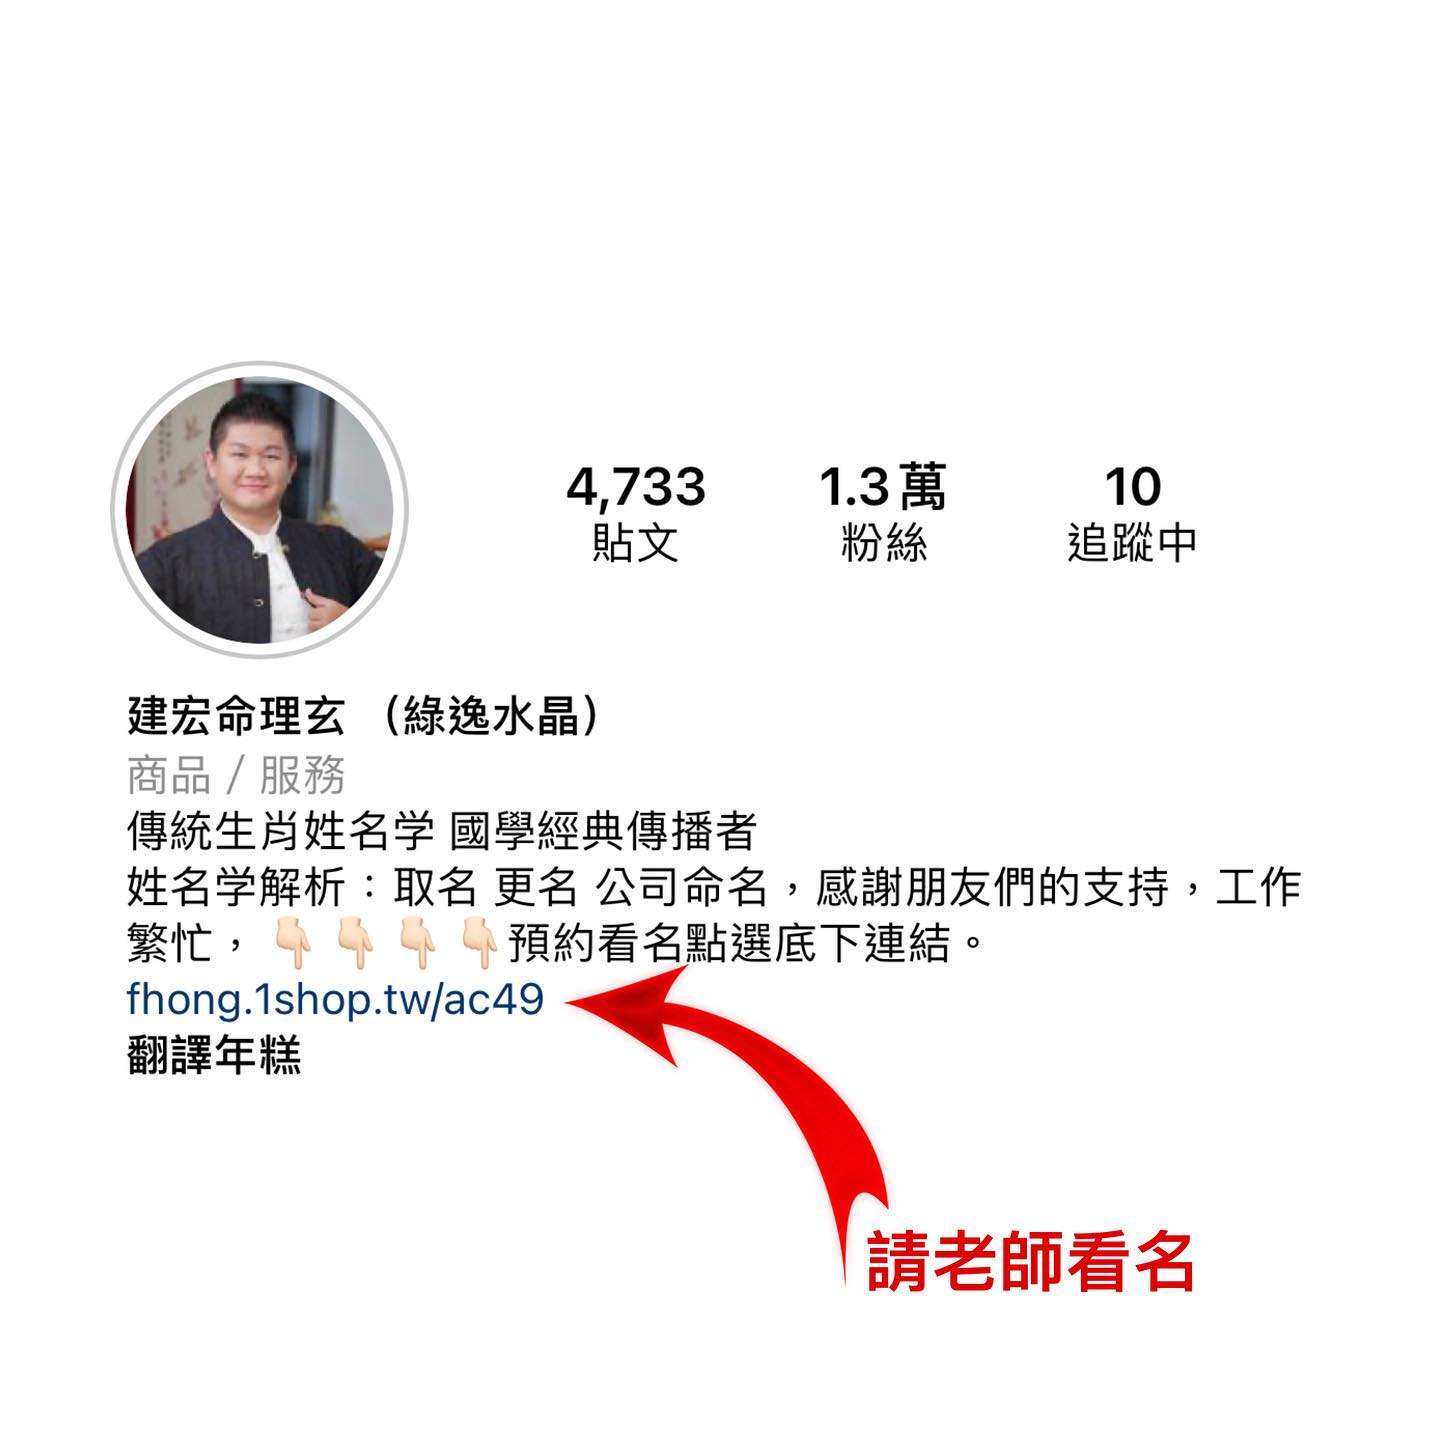 4,733 1.3萬 10
貼文 粉絲 追蹤中
建宏命理玄 （綠逸水晶）
商品 / 服務
傳統生肖姓名学 國學經典傳播者
姓名学解析：取名 更名 公司命名，感謝朋友們的支持，工作
繁忙，👇🏻👇🏻👇🏻👇🏻預約看名點選底下連結。
fhong.1shop.tw/ac49
翻譯年糕
請老師看名